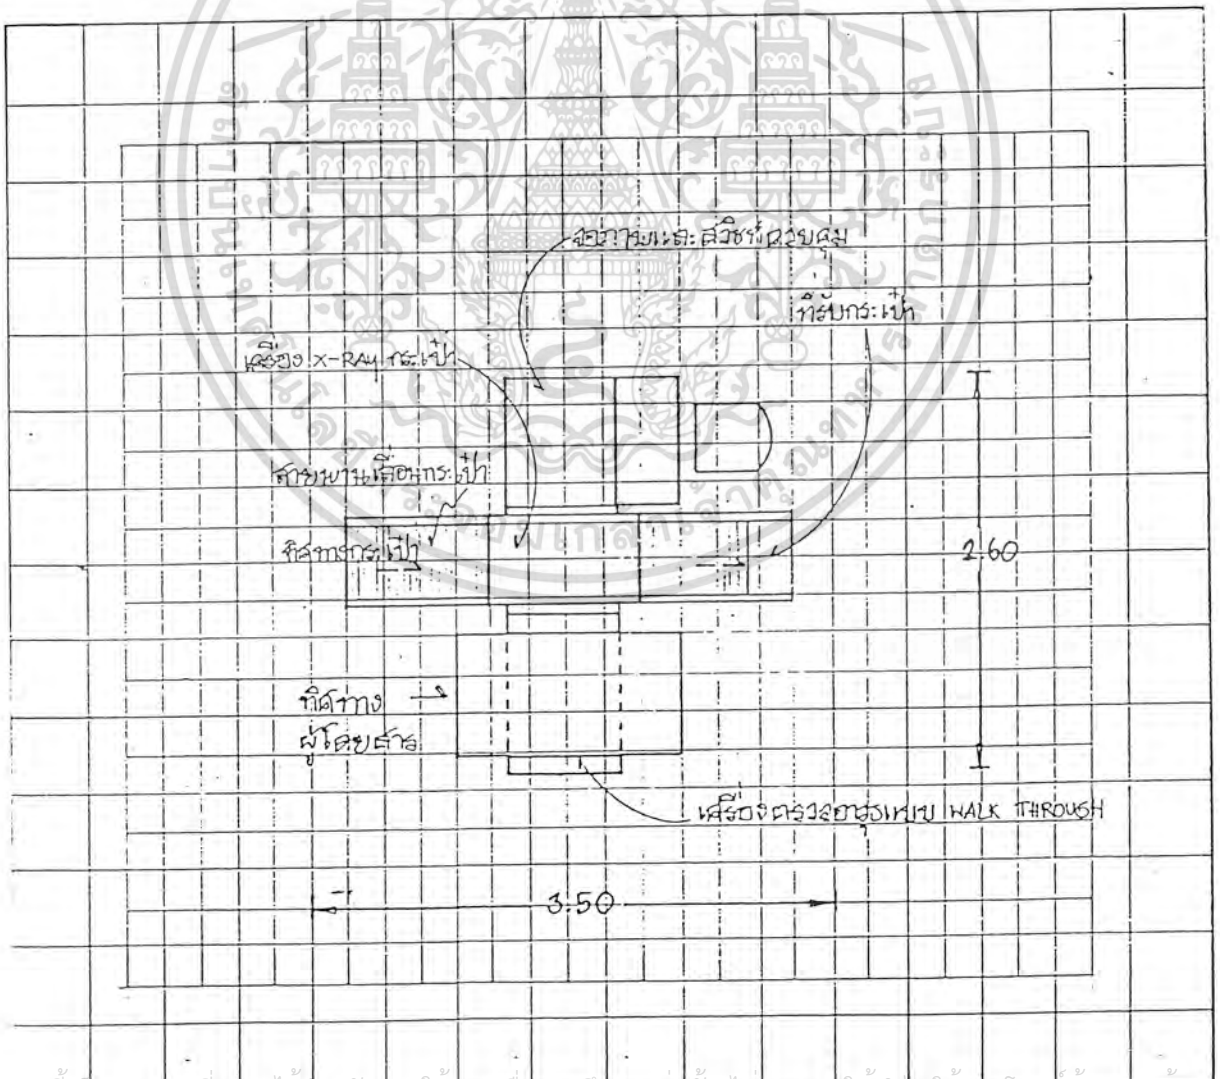 จอภาพและสวิชท์ควบคุม
ที่รับกระเป๋า
เครื่อง X-RAY กระเป๋า
สายพานเลื่อนกระเป๋า
ทิศทางกระเป๋า
2.60
ทิศทาง
ผู้โดยสาร
เครื่องตรวจอาวุธแบบ WALK THROUGH
3.50